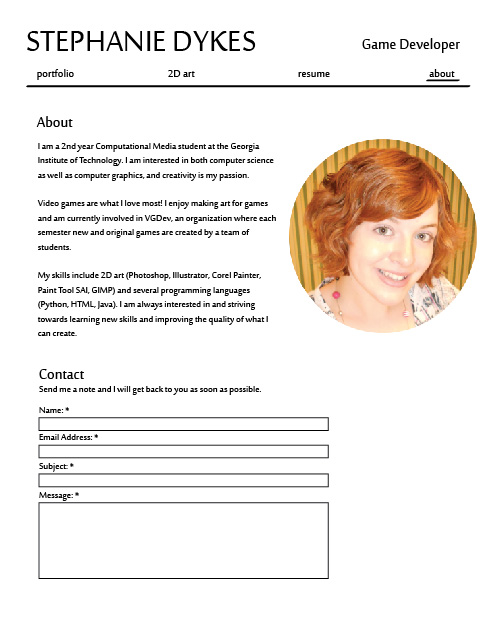 STEPHANIE DYKES
Game Developer
portfolio 2D art resume about
About
I am a 2nd year Computational Media student at the Georgia
Institute of Technology. I am interested in both computer science
as well as computer graphics, and creativity is my passion.
Video games are what I love most! I enjoy making art for games
and am currently involved in VGDev, an organization where each
semester new and original games are created by a team of
students.
My skills include 2D art (Photoshop, Illustrator, Corel Painter,
Paint Tool SAI, GIMP) and several programming languages
(Python, HTML, Java). I am always interested in and striving
towards learning new skills and improving the quality of what I
can create.
Contact
Send me a note and I will get back to you as soon as possible.
Name: *
Email Address: *
Subject: *
Message: *